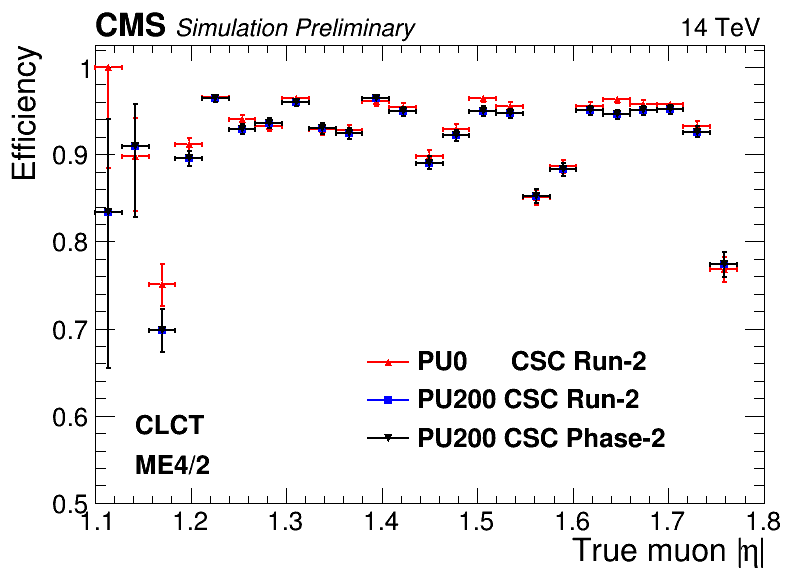 CMS Simulation Preliminary 14 TeV
Efficiency
1
0.9
0.8
0.7
0.6
0.5
PU0 CSC Run-2
PU200 CSC Run-2
PU200 CSC Phase-2
CLCT
ME4/2
1.1 1.2 1.3 1.4 1.5 1.6 1.7 1.8
True muon |η|